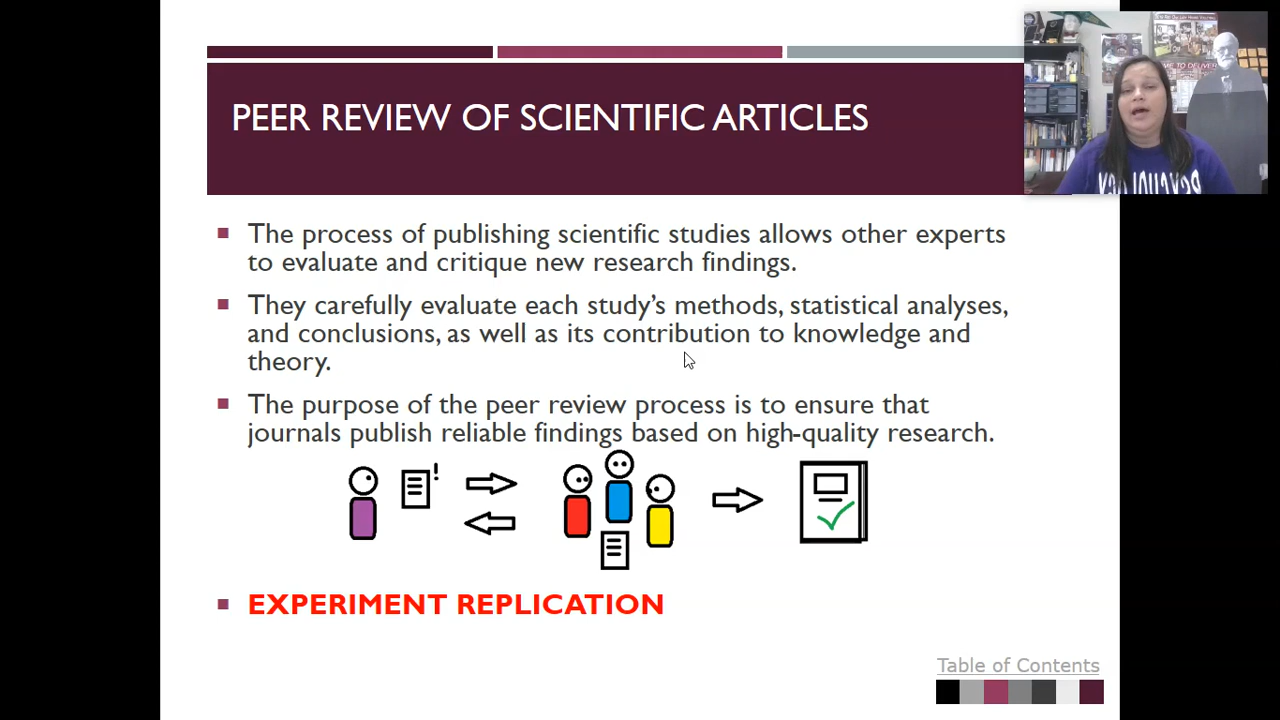 PEER REVIEW OF SCIENTIFIC ARTICLES
The process of publishing scientific studies allows other experts
to evaluate and critique new research findings.
They carefully evaluate each study’s methods, statistical analyses,
and conclusions, as well as its contribution to knowledge and
theory.
The purpose of the peer review process is to ensure that
journals publish reliable findings based on high-quality research.
EXPERIMENT REPLICATION
Table of Contents